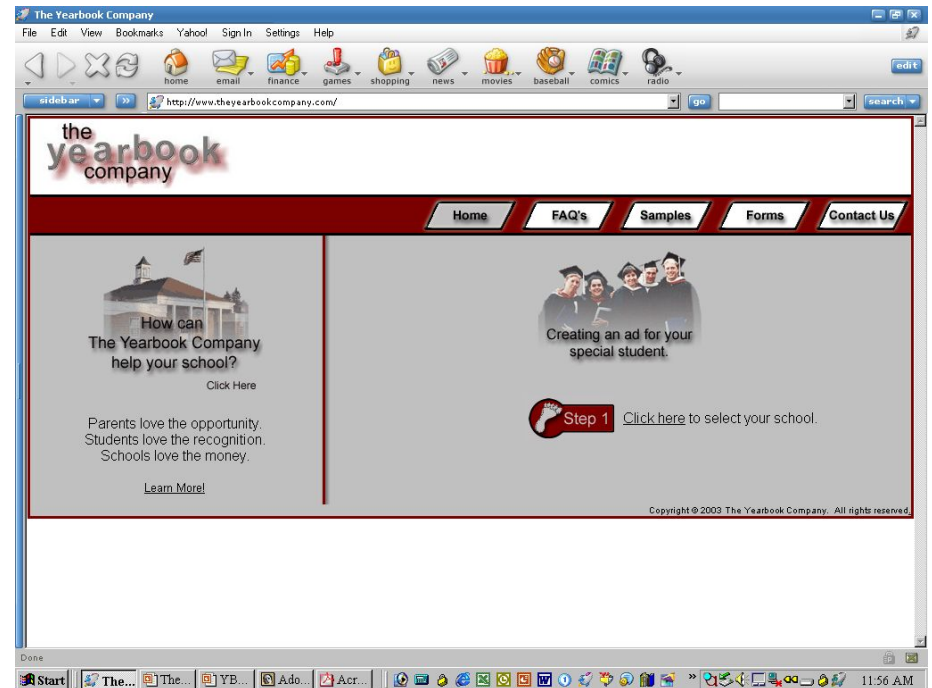 The Yearbook Company
File Edit View Bookmarks Yahoo! Sign In Settings Help
home email finance games shopping news movies baseball comics radio edit
sidebar » http://www.theyearbookcompany.com/ go search
the
yearbook
company
Home FAQ's Samples Forms Contact Us
How can
The Yearbook Company
help your school?
Click Here
Parents love the opportunity.
Students love the recognition.
Schools love the money.
Learn More!
Creating an ad for your
special student.
Step 1 Click here to select your school.
Copyright © 2003 The Yearbook Company. All rights reserved.
Done
Start The... The... YB... Ado... Acr... » 11:56 AM